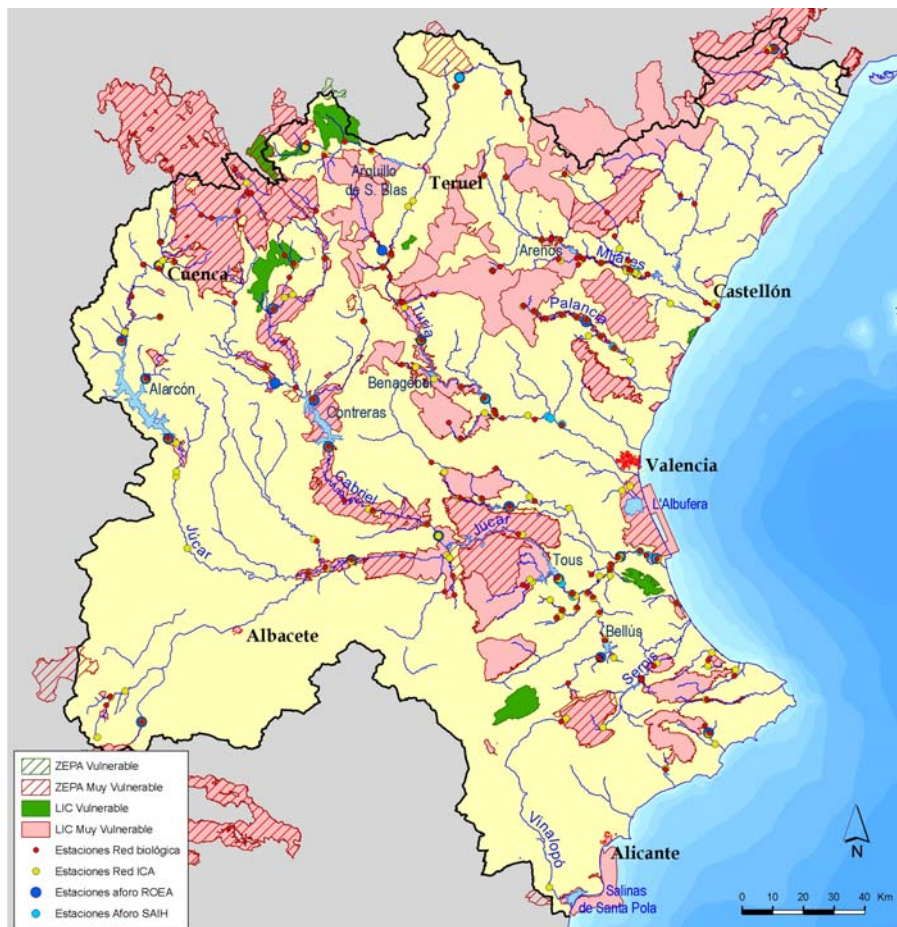 Arquillo
de S. Blas
Teruel
Arenós
Mijares
Cuenca
Castellón
Palancia
Turia
Alarcón
Benagéber
Contreras
Valencia
Cabriel
L'Albufera
Júcar
Júcar
Tous
Albacete
Bellús
Serpis
Vinalopó
Alicante
Salinas
de Santa Pola
ZEPA Vulnerable
ZEPA Muy Vulnerable
LIC Vulnerable
LIC Muy Vulnerable
Estaciones Red biológica
Estaciones Red ICA
Estaciones aforo ROEA
Estaciones Aforo SAIH
N
0 10 20 30 40 Km